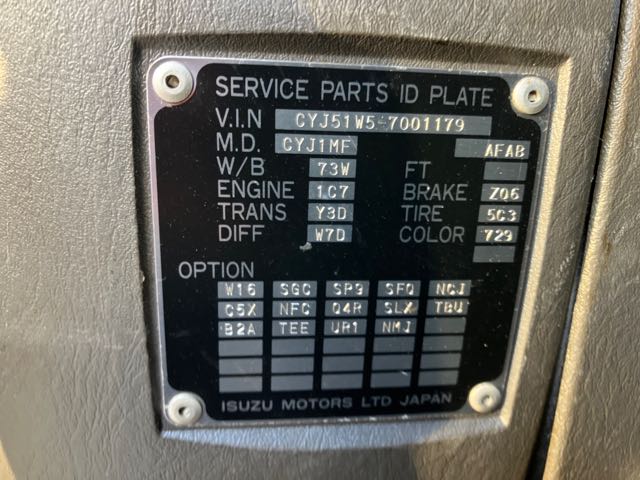 SERVICE PARTS ID PLATE
V.I.N CYJ51W5-7001179
M.D. CYJ1MF AFAB
W/B 73W FT
ENGINE 1C7 BRAKE Z06
TRANS Y3D TIRE 5C3
DIFF W7D COLOR 729
OPTION
W16 SGC SR9 SFQ NCJ
C5X NFC Q4R SLX TBU
B2A TEE UR1 NMJ
ISUZU MOTORS LTD JAPAN